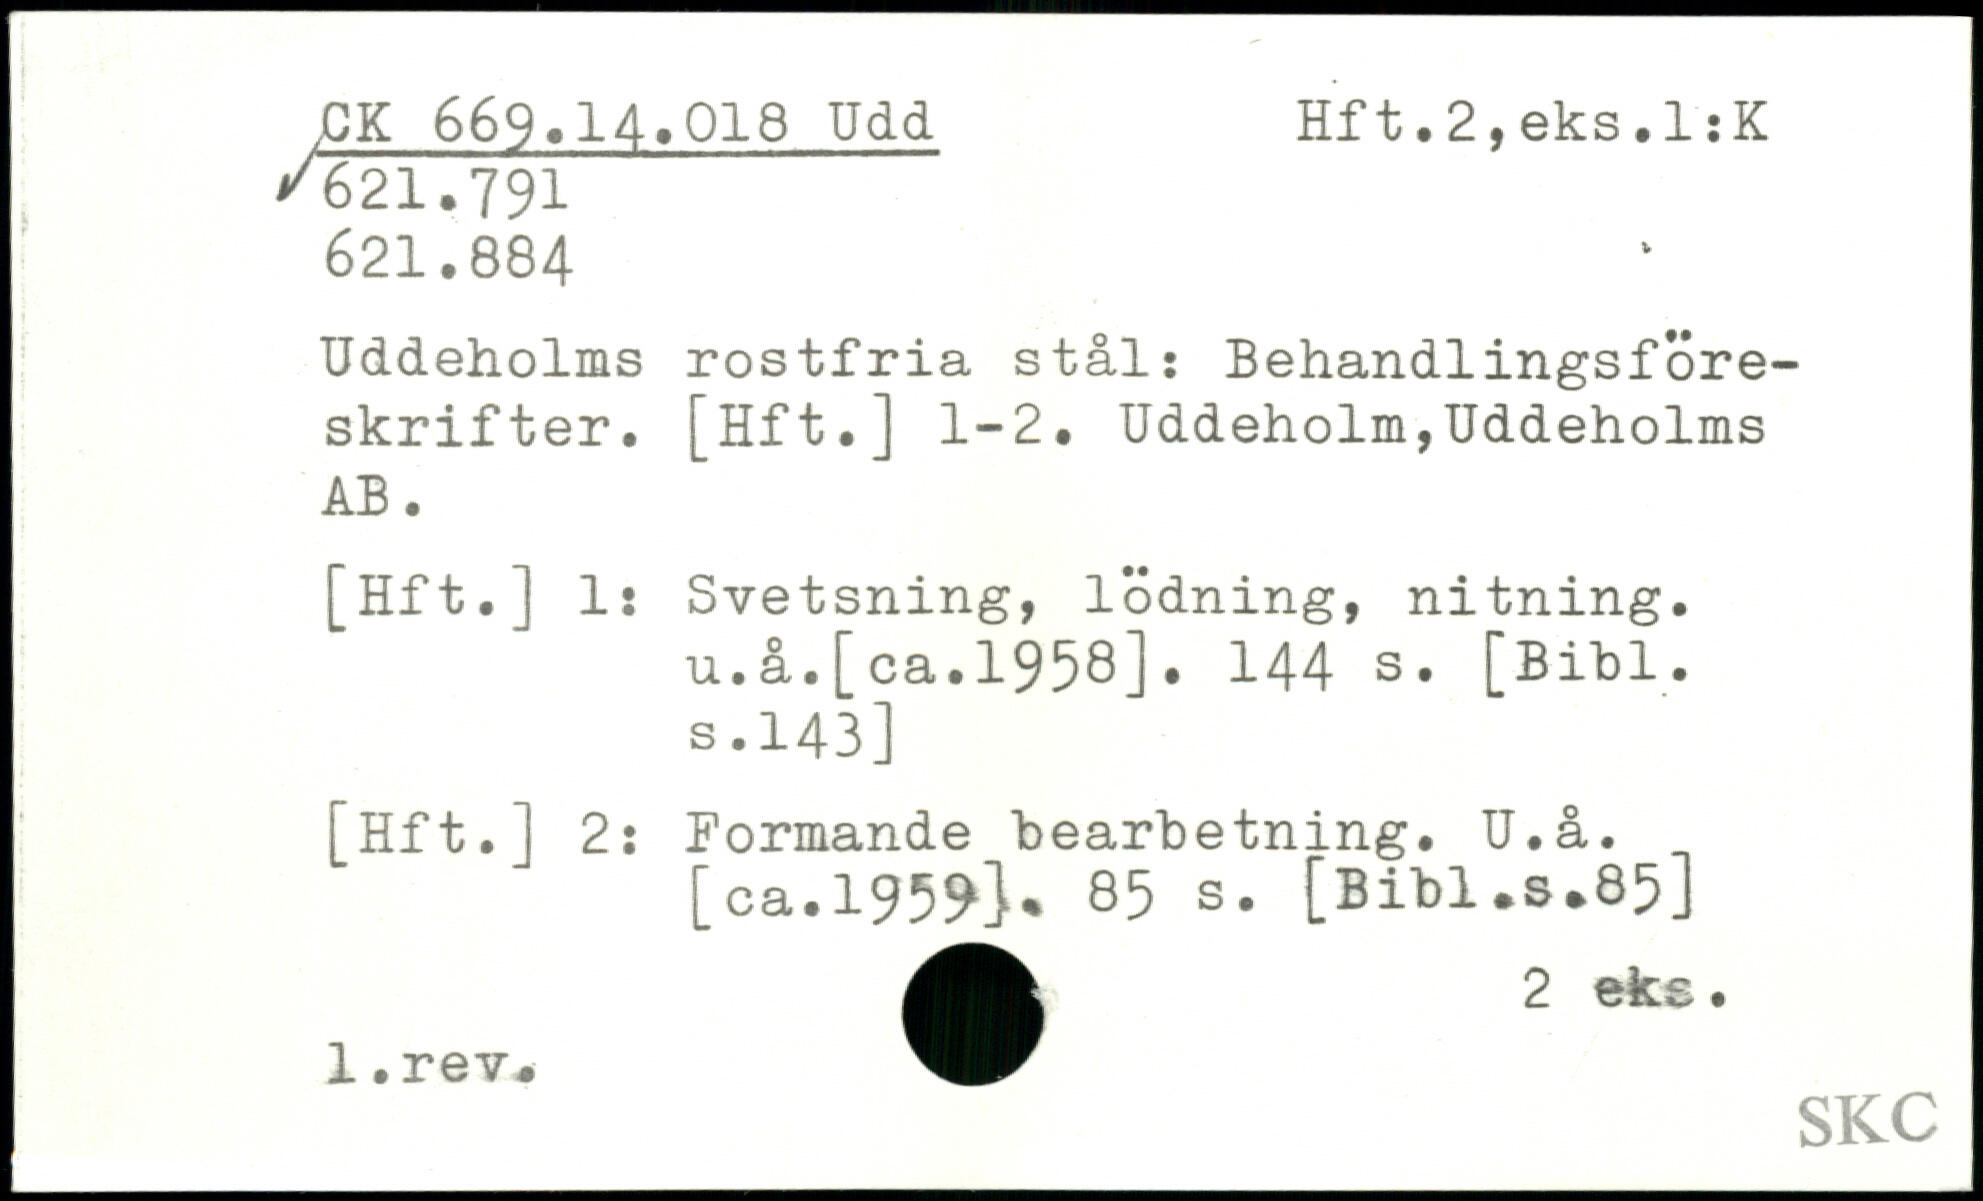 CK 669.14.018 Udd Hft.2,eks.1:K
621.791
621.884
Uddeholms rostfria stål: Behandlingsföre-
skrifter. [Hft.] 1-2. Uddeholm,Uddeholms
AB.
[Hft.] 1: Svetsning, lödning, nitning.
u.å.[ca.1958]. 144 s. [Bibl.
s.143]
[Hft.] 2: Formande bearbetning. U.å.
[ca.1959]. 85 s. [Bibl.s.85]
2 eks.
1.rev.
SKC